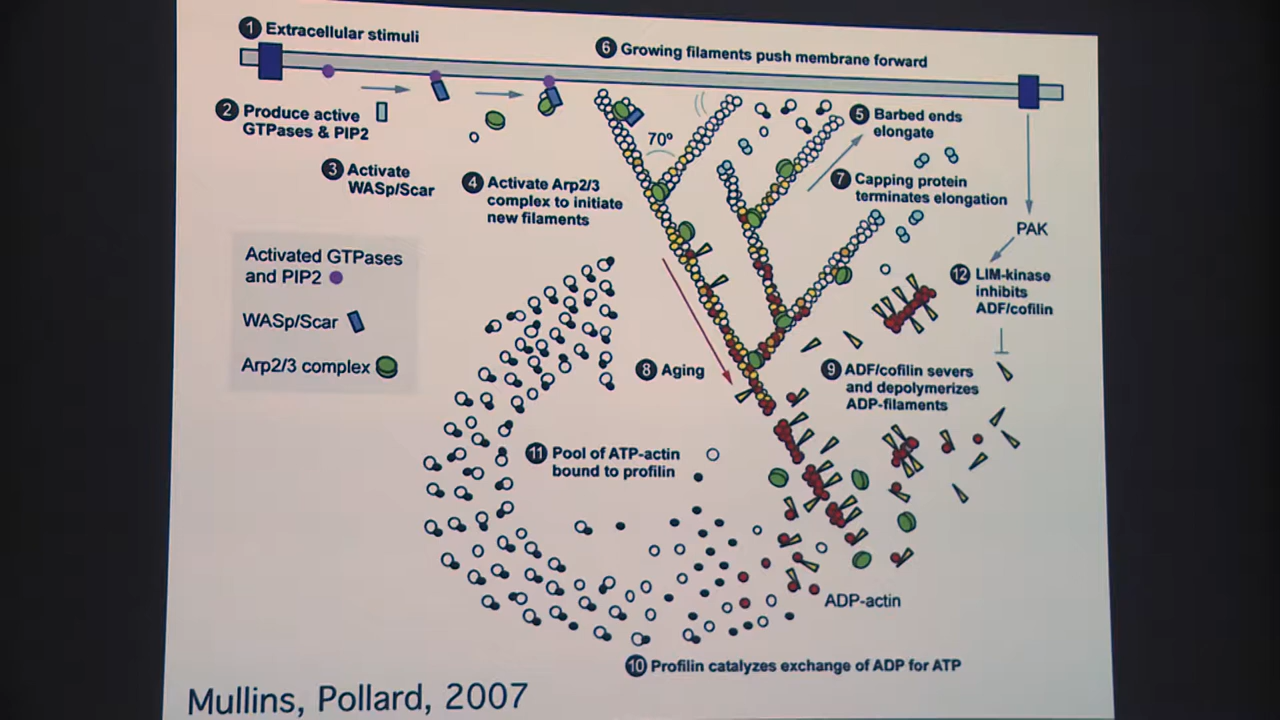 1 Extracellular stimuli
6 Growing filaments push membrane forward
2 Produce active
GTPases & PIP2
3 Activate
WASp/Scar
4 Activate Arp2/3
complex to initiate
new filaments
70º
5 Barbed ends
elongate
7 Capping protein
terminates elongation
PAK
12 LIM-kinase
inhibits
ADF/cofilin
Activated GTPases
and PIP2
WASp/Scar
Arp2/3 complex
8 Aging
9 ADF/cofilin severs
and depolymerizes
ADP-filaments
11 Pool of ATP-actin
bound to profilin
ADP-actin
10 Profilin catalyzes exchange of ADP for ATP
Mullins, Pollard, 2007